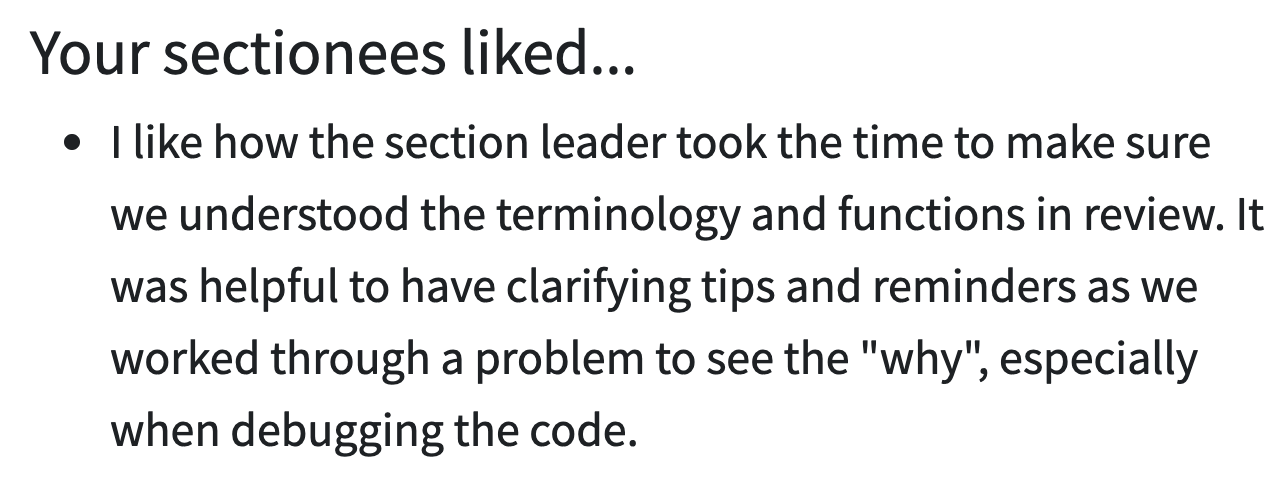 Your sectionees liked...
• I like how the section leader took the time to make sure
we understood the terminology and functions in review. It
was helpful to have clarifying tips and reminders as we
worked through a problem to see the "why", especially
when debugging the code.